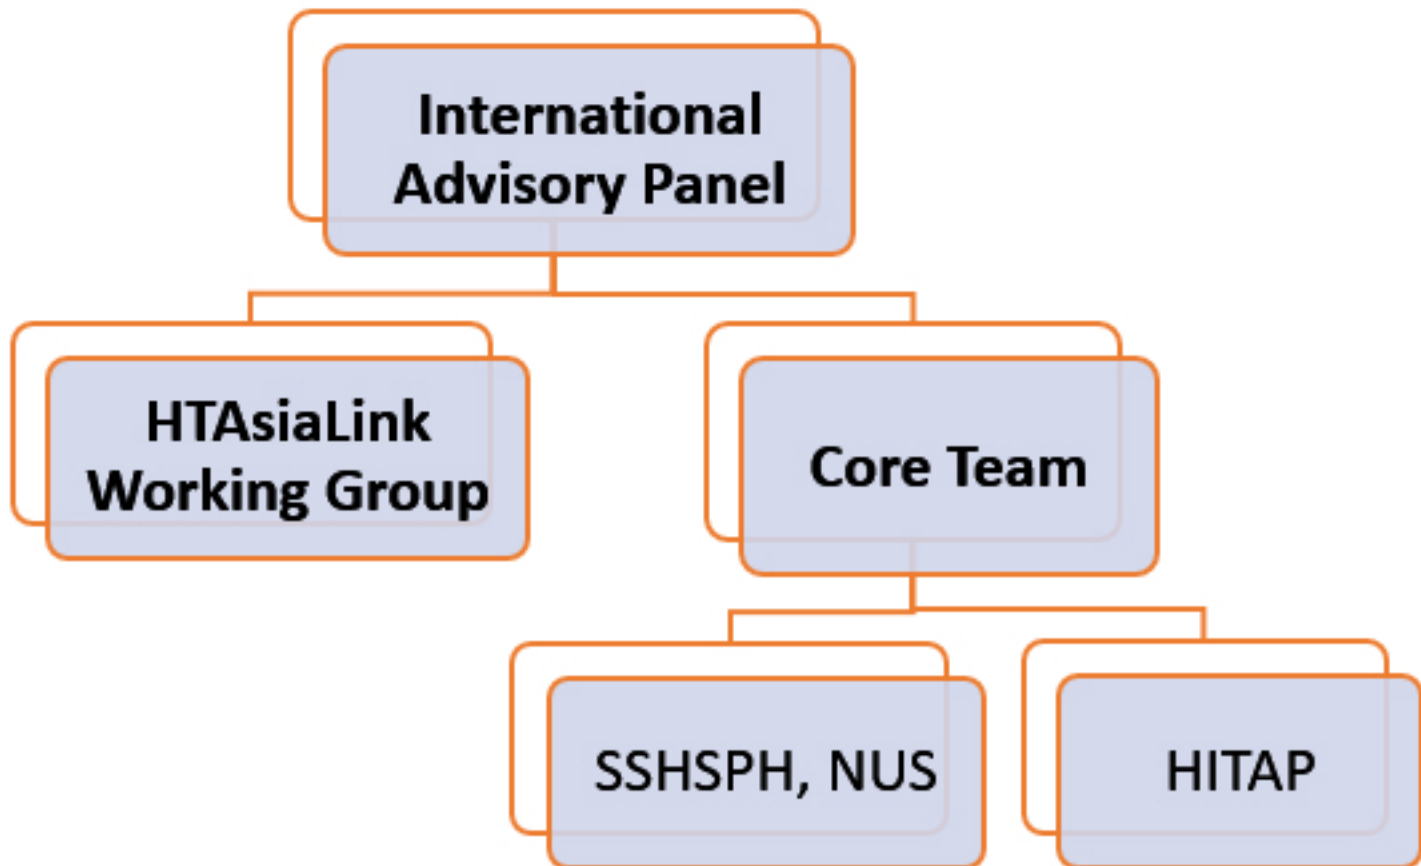 International
Advisory Panel
HTAsiaLink
Working Group
Core Team
SSHSPH, NUS
HITAP